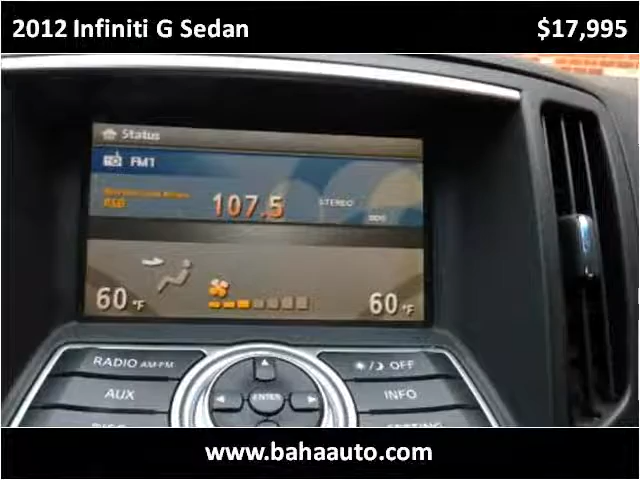 2012 Infiniti G Sedan $17,995
Status
FM1
R&B 107.5 STEREO
RDS
60°F 60°F
RADIO AM·FM OFF
AUX ENTER INFO
www.bahaauto.com